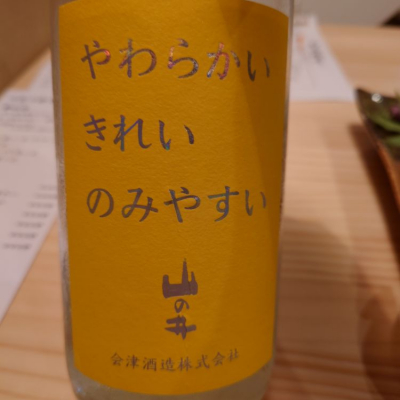 やわらかい
きれい
のみやすい
山の井
会津酒造株式会社